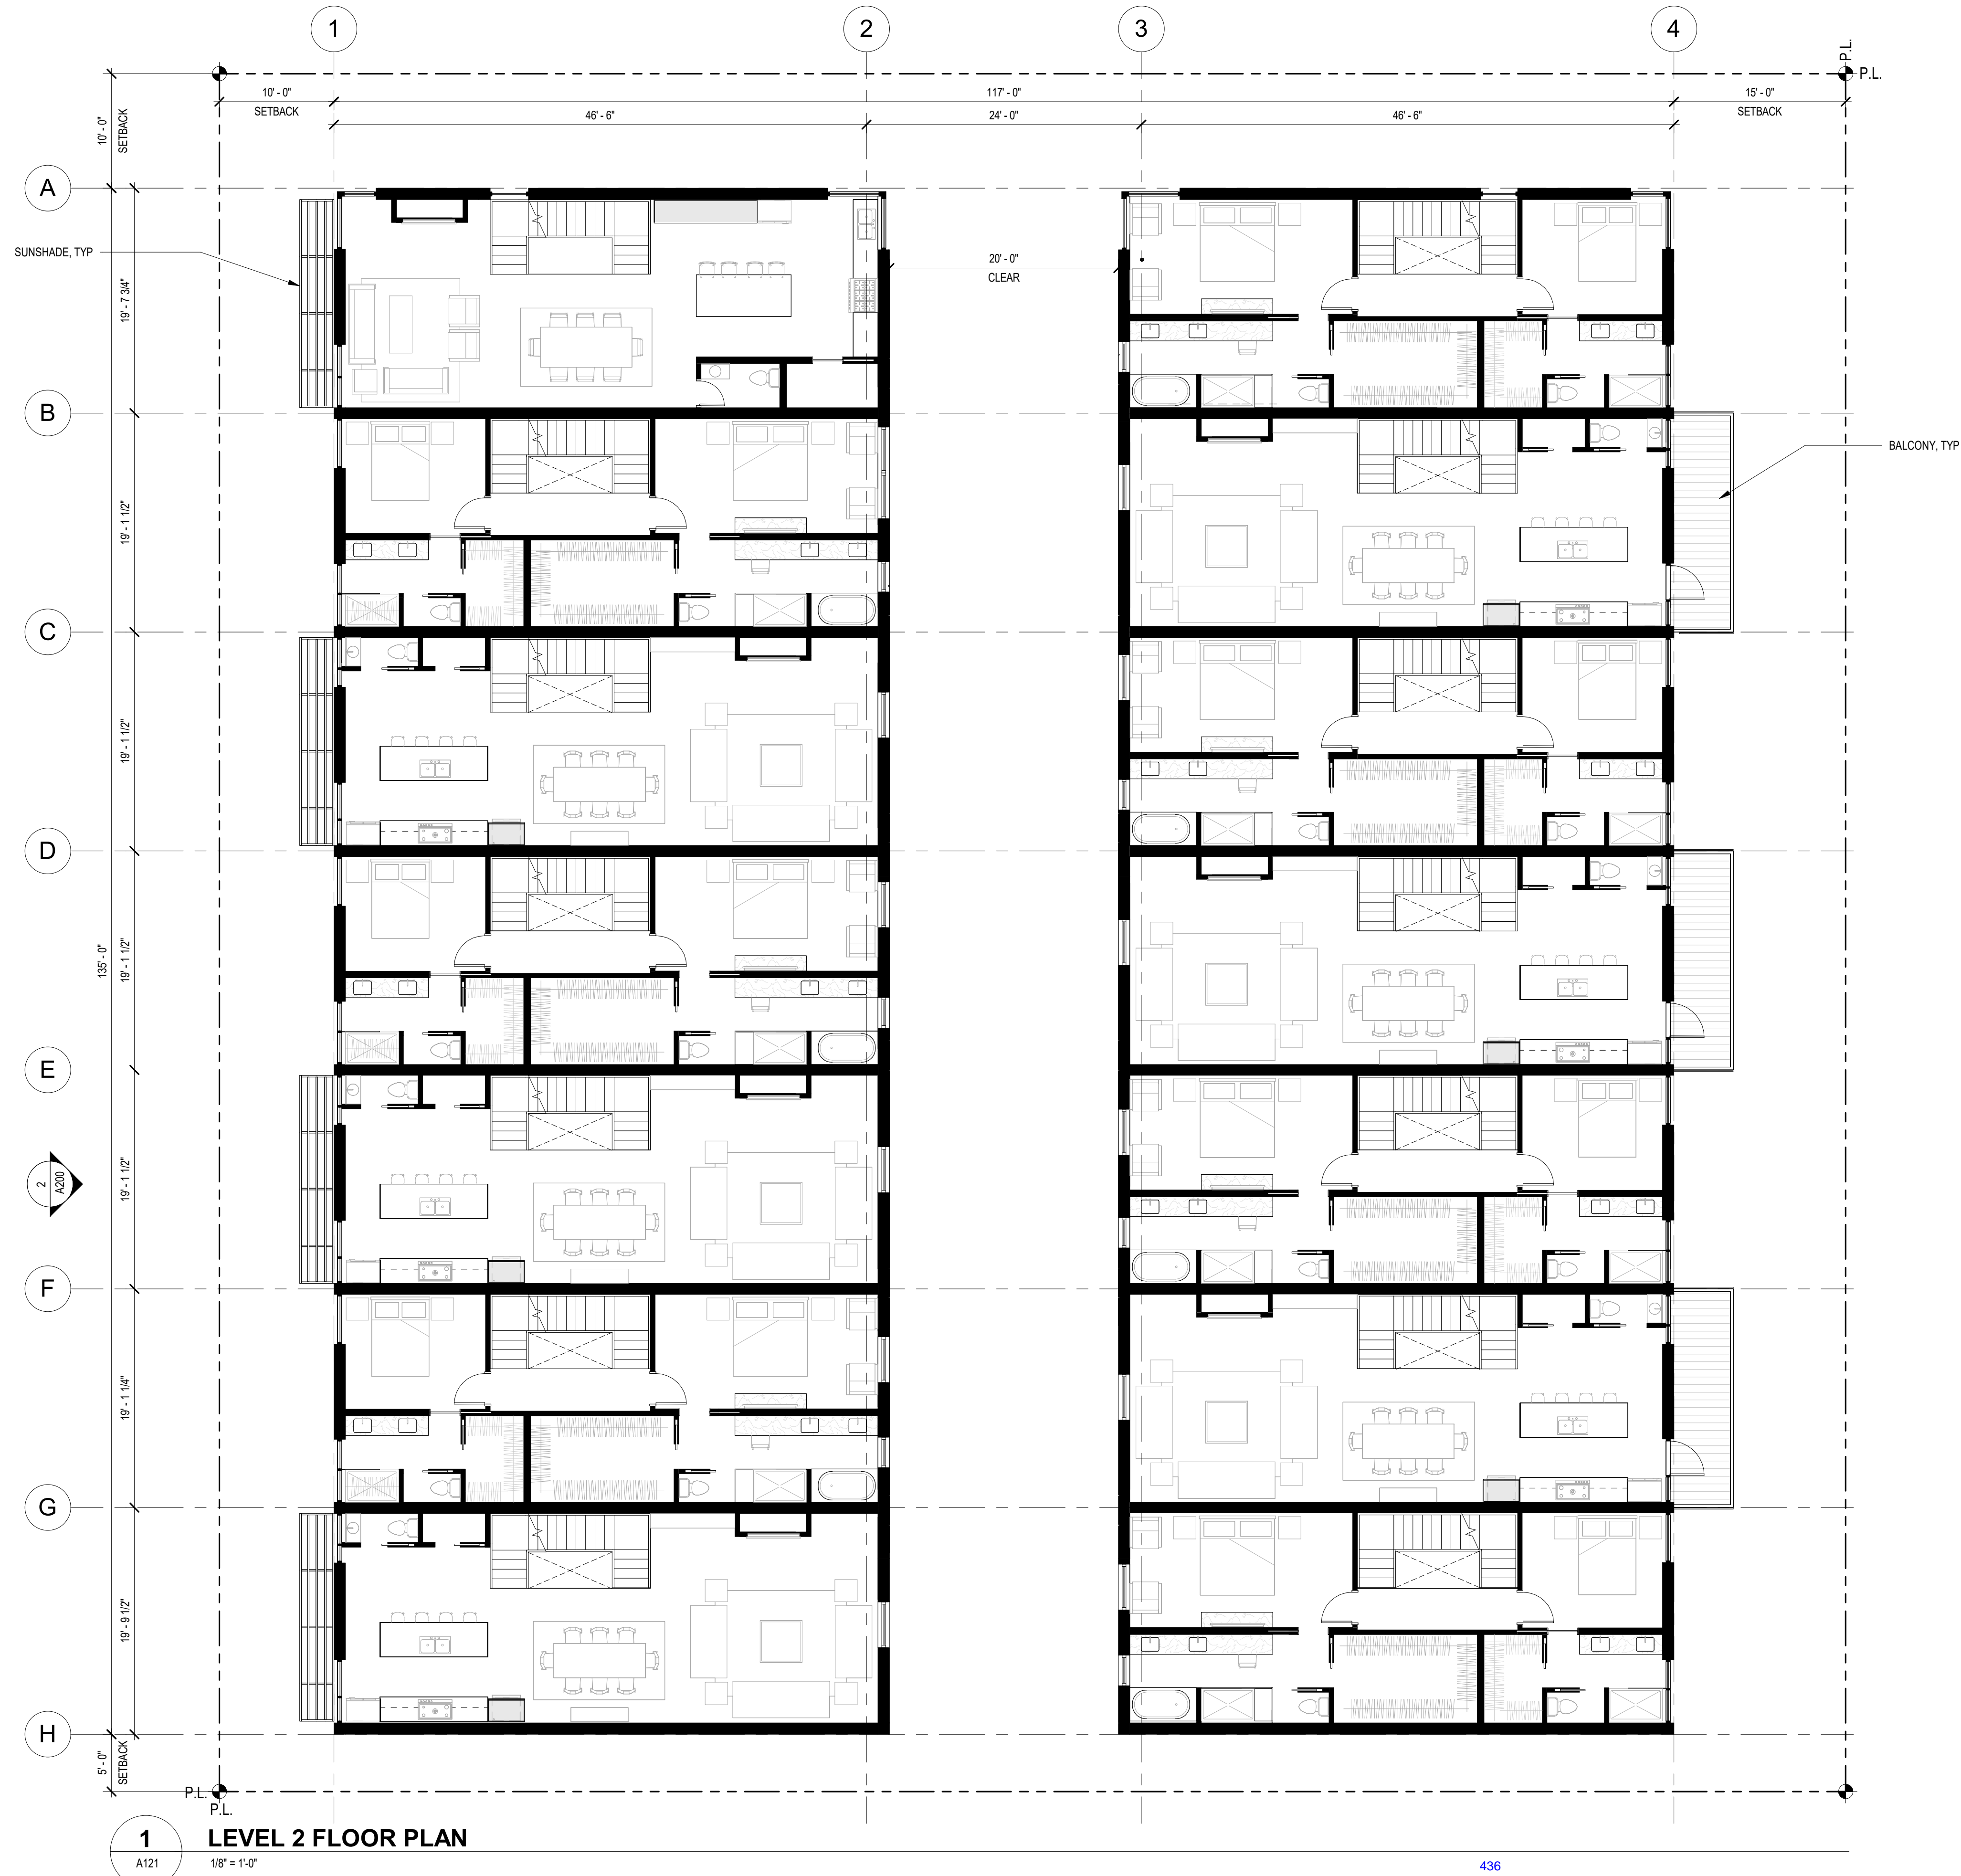 1 2 3 4
P.L.
P.L.
10' - 0" 117' - 0" 15' - 0"
SETBACK SETBACK
46' - 6" 24' - 0" 46' - 6"
10' - 0"
SETBACK
A
SUNSHADE, TYP
20' - 0"
CLEAR
19' - 7 3/4"
B
BALCONY, TYP
19' - 1 1/2"
C
19' - 1 1/2"
D
135' - 0"
19' - 1 1/2"
E
2
A200
19' - 1 1/2"
F
19' - 1 1/4"
G
19' - 9 1/2"
H
5' - 0"
SETBACK
P.L.
P.L.
1 LEVEL 2 FLOOR PLAN
A121 1/8" = 1'-0"
436